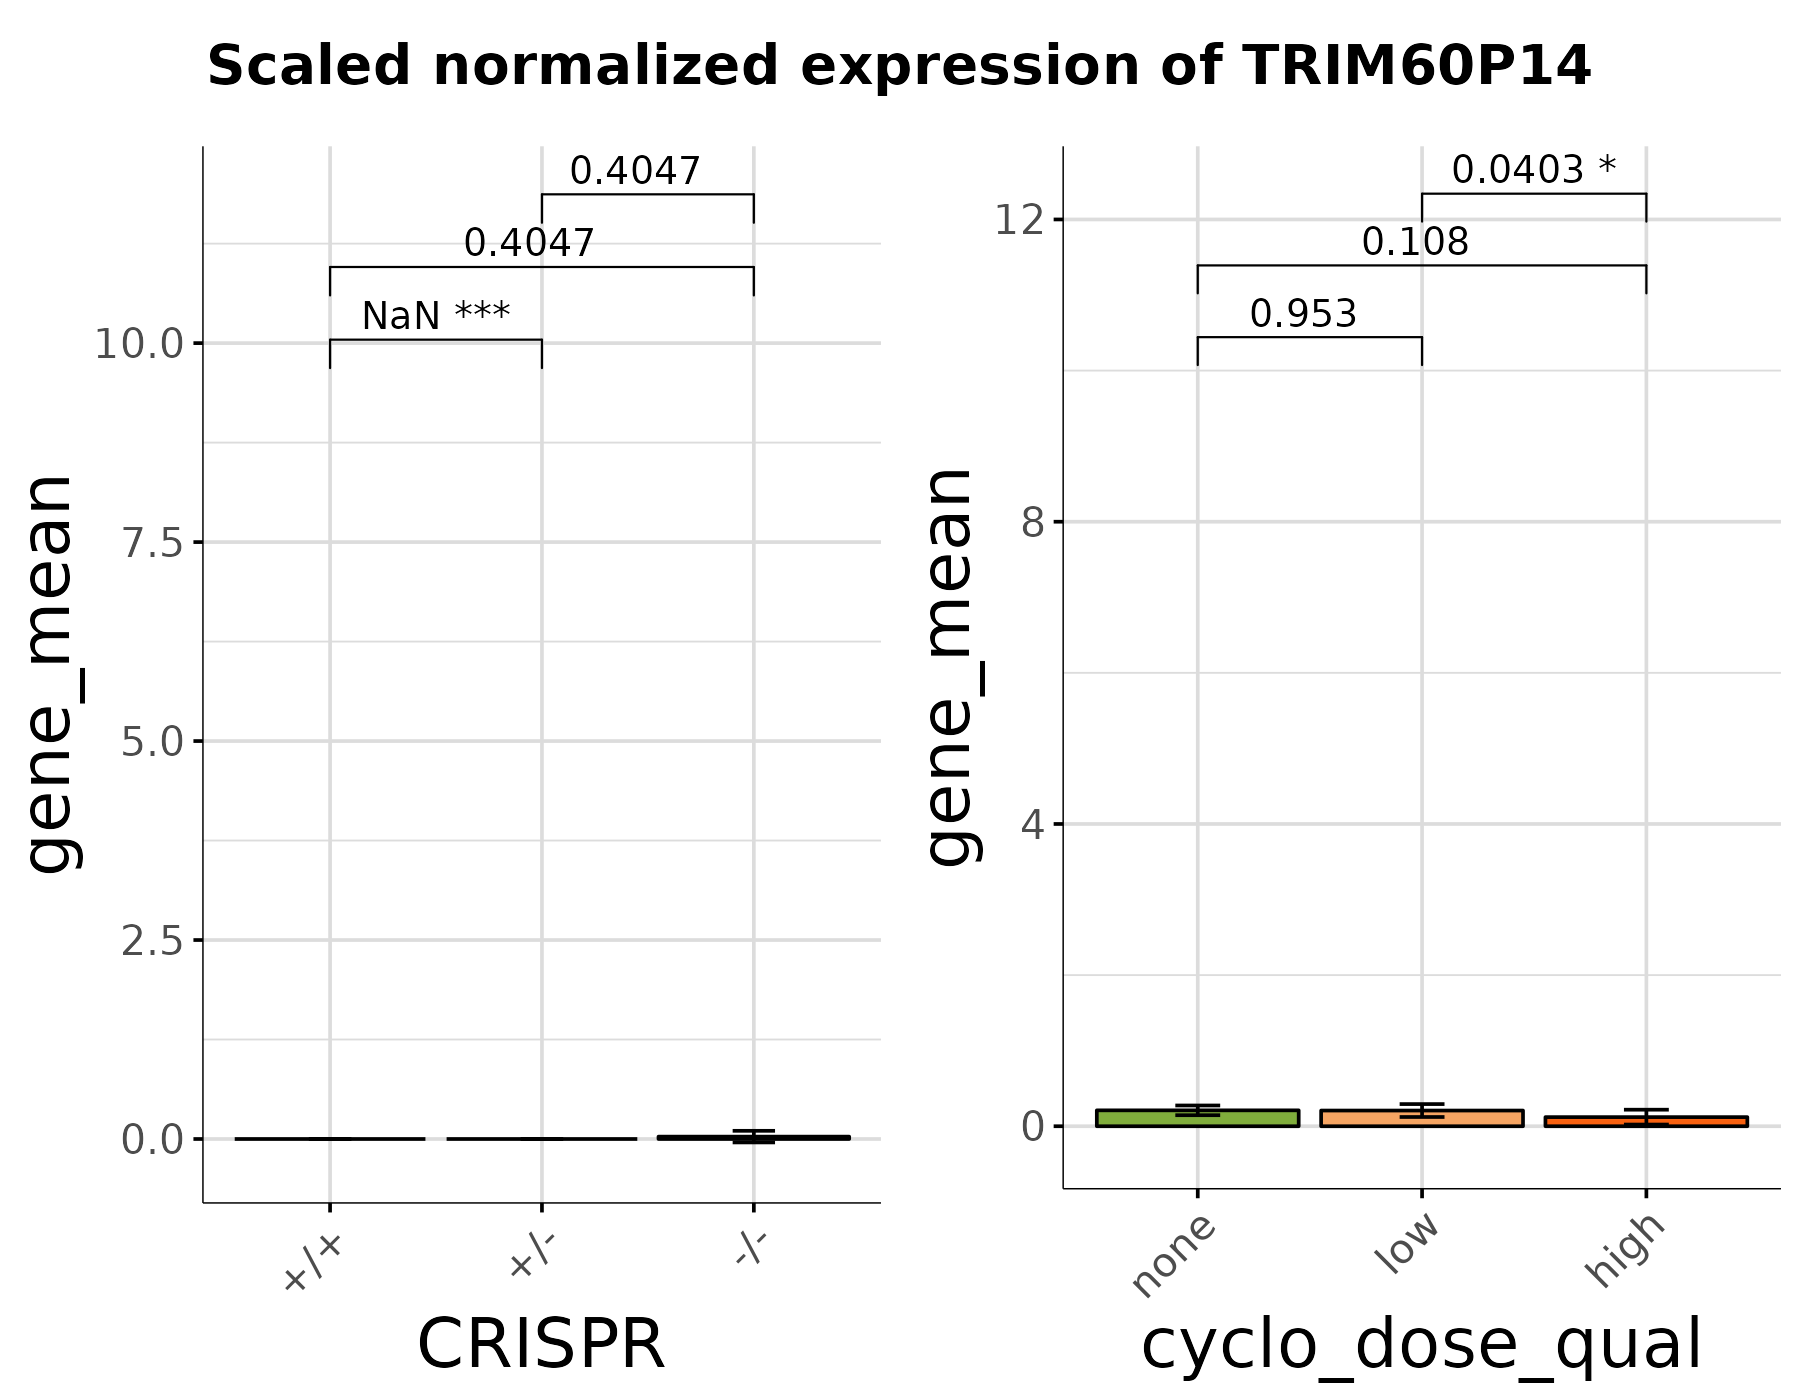 Scaled normalized expression of TRIM60P14
gene_mean
10.0
7.5
5.0
2.5
0.0
0.4047
0.4047
NaN ***
+/+
+/-
-/-
CRISPR
gene_mean
12
8
4
0
0.0403 *
0.108
0.953
none
low
high
cyclo_dose_qual